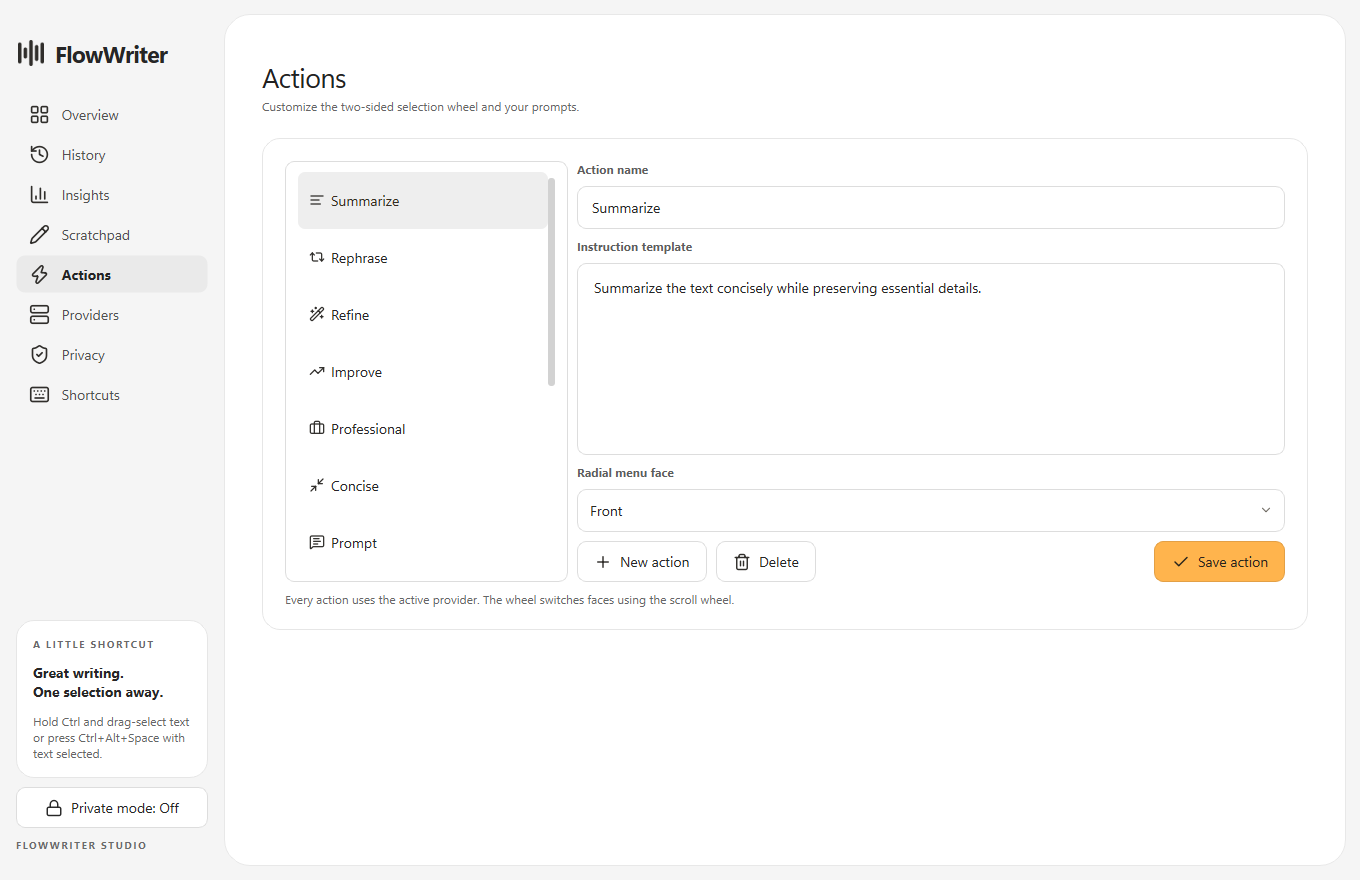 FlowWriter
Overview
History
Insights
Scratchpad
Actions
Providers
Privacy
Shortcuts
A LITTLE SHORTCUT
Great writing.
One selection away.
Hold Ctrl and drag-select text
or press Ctrl+Alt+Space with
text selected.
Private mode: Off
FLOWWRITER STUDIO
Actions
Customize the two-sided selection wheel and your prompts.
Summarize
Rephrase
Refine
Improve
Professional
Concise
Prompt
Action name
Summarize
Instruction template
Summarize the text concisely while preserving essential details.
Radial menu face
Front
New action
Delete
Save action
Every action uses the active provider. The wheel switches faces using the scroll wheel.